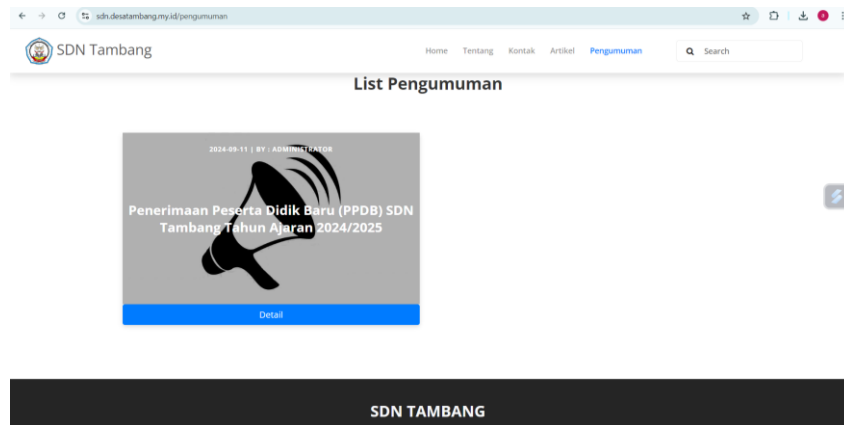 sdn.desatambang.my.id/pengumuman
SDN Tambang
Home Tentang Kontak Artikel Pengumuman Search
List Pengumuman
2024-09-11 | BY : ADMINISTRATOR
Penerimaan Peserta Didik Baru (PPDB) SDN
Tambang Tahun Ajaran 2024/2025
Detail
SDN TAMBANG